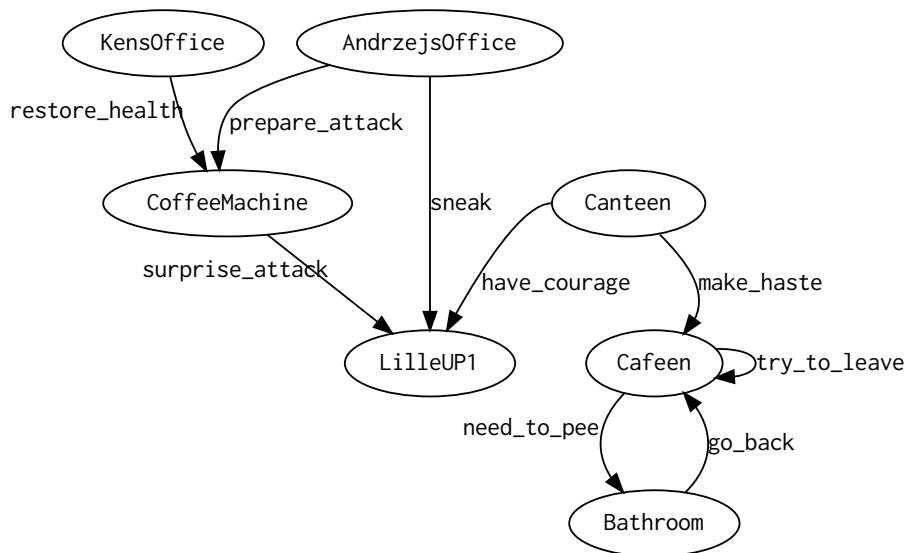 KensOffice
AndrzejsOffice
restore_health
prepare_attack
CoffeeMachine
sneak
Canteen
surprise_attack
have_courage
make_haste
LilleUP1
Cafeen
try_to_leave
need_to_pee
go_back
Bathroom